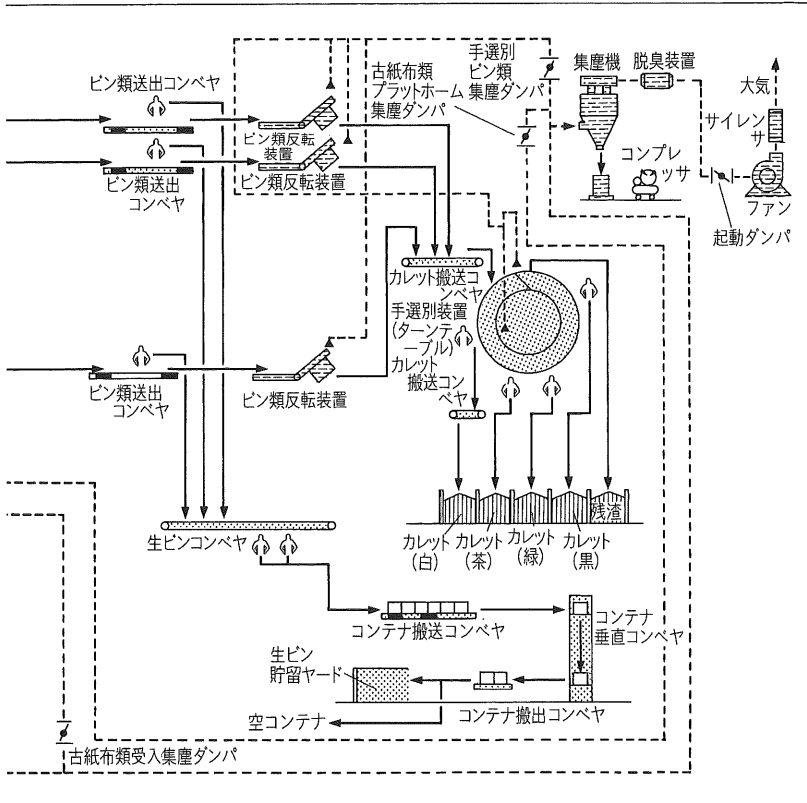 ビン類送出コンベヤ
ビン類反転
装置
ビン類送出
コンベヤ
ビン類反転装置
古紙布類
プラットホーム
集塵ダンパ
手選別
ビン類
集塵ダンパ
集塵機
脱臭装置
大気
サイレン
サ
コンプレ
ッサ
ファン
起動ダンパ
カレット搬送コ
ンベヤ
手選別装置
(ターンテ
ーブル)
カレット
搬送コン
ベヤ
ビン類送出
コンベヤ
ビン類反転装置
残渣
カレット
(白)
カレット
(茶)
カレット
(緑)
カレット
(黒)
生ビンコンベヤ
コンテナ搬送コンベヤ
コンテナ
垂直コンベヤ
生ビン
貯留ヤード
コンテナ搬出コンベヤ
空コンテナ
古紙布類受入集塵ダンパ